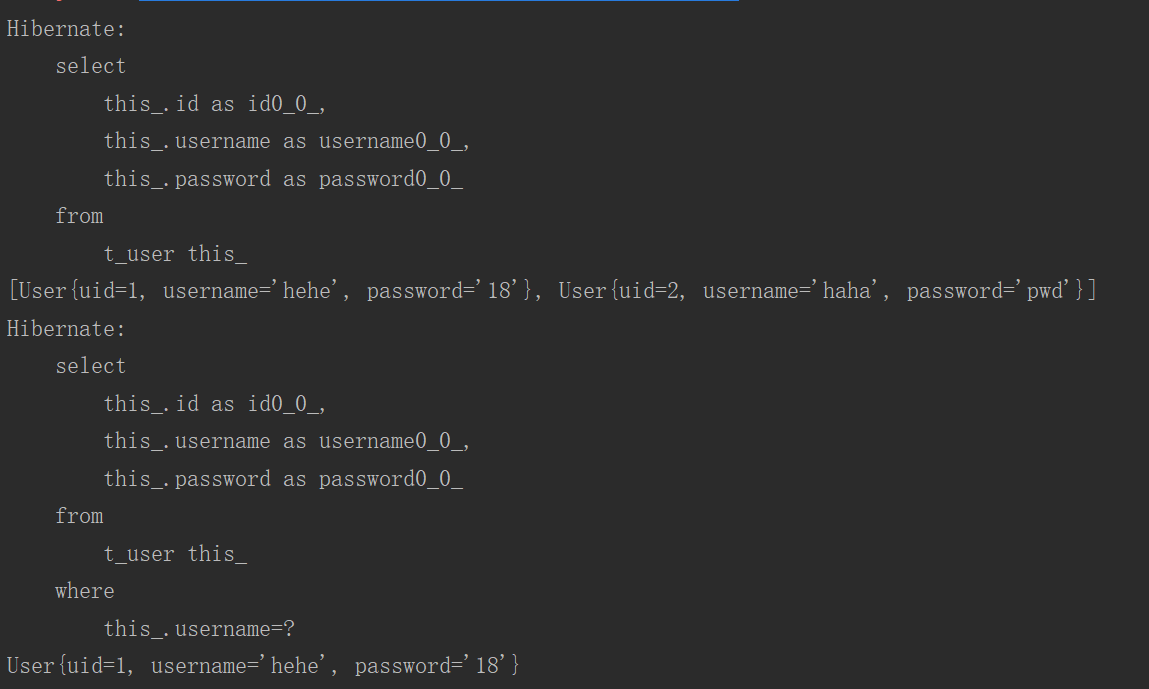 Hibernate:
    select
        this_.id as id0_0_,
        this_.username as username0_0_,
        this_.password as password0_0_
    from
        t_user this_
[User{uid=1, username='hehe', password='18'}, User{uid=2, username='haha', password='pwd'}]
Hibernate:
    select
        this_.id as id0_0_,
        this_.username as username0_0_,
        this_.password as password0_0_
    from
        t_user this_
    where
        this_.username=?
User{uid=1, username='hehe', password='18'}